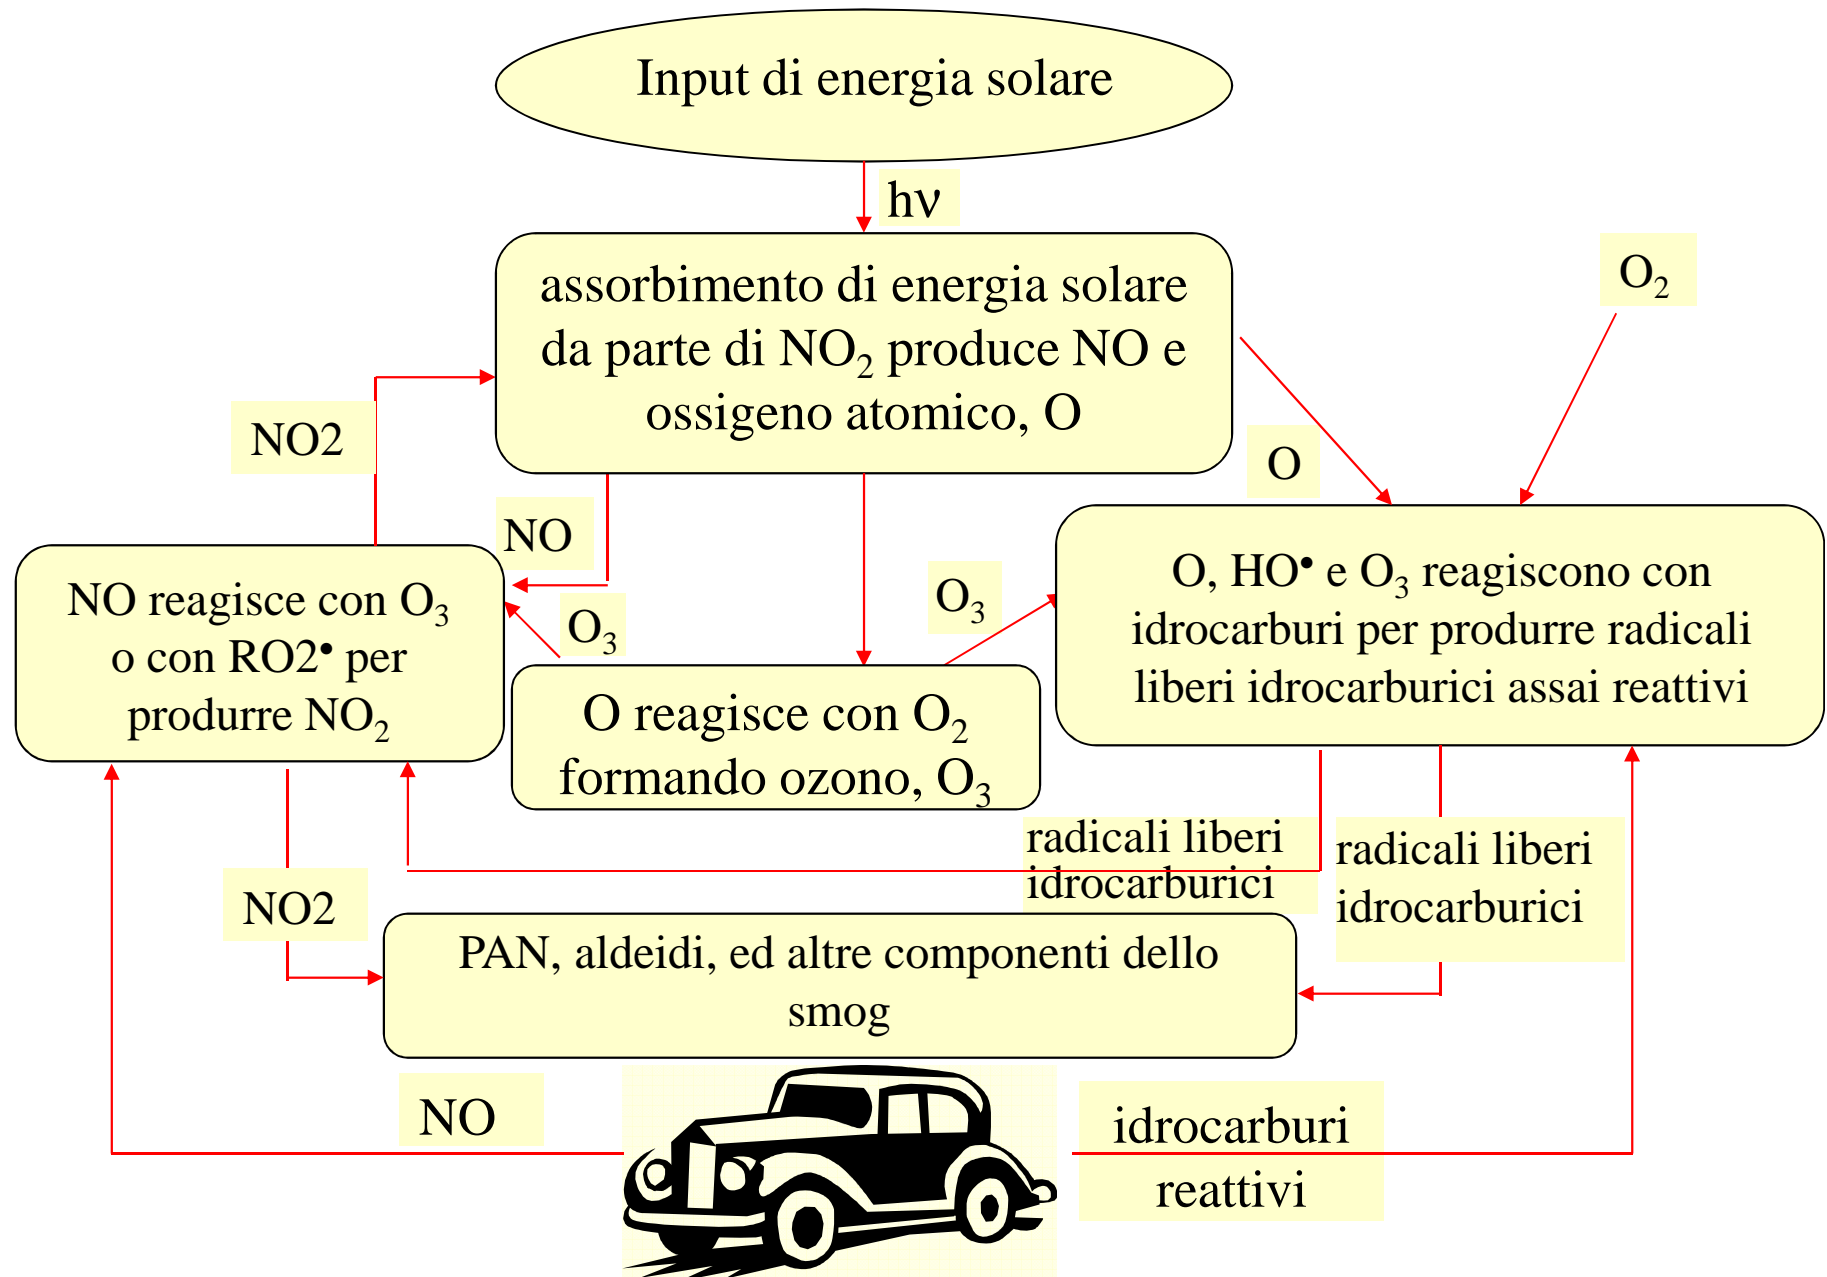 Input di energia solare
hν
assorbimento di energia solare
da parte di NO₂ produce NO e
ossigeno atomico, O
O₂
NO2
O
NO
NO reagisce con O₃
o con RO2• per
produrre NO₂
O₃
O₃
O, HO• e O₃ reagiscono con
idrocarburi per produrre radicali
liberi idrocarburici assai reattivi
O reagisce con O₂
formando ozono, O₃
radicali liberi
idrocarburici
radicali liberi
idrocarburici
NO2
PAN, aldeidi, ed altre componenti dello
smog
NO
idrocarburi
reattivi